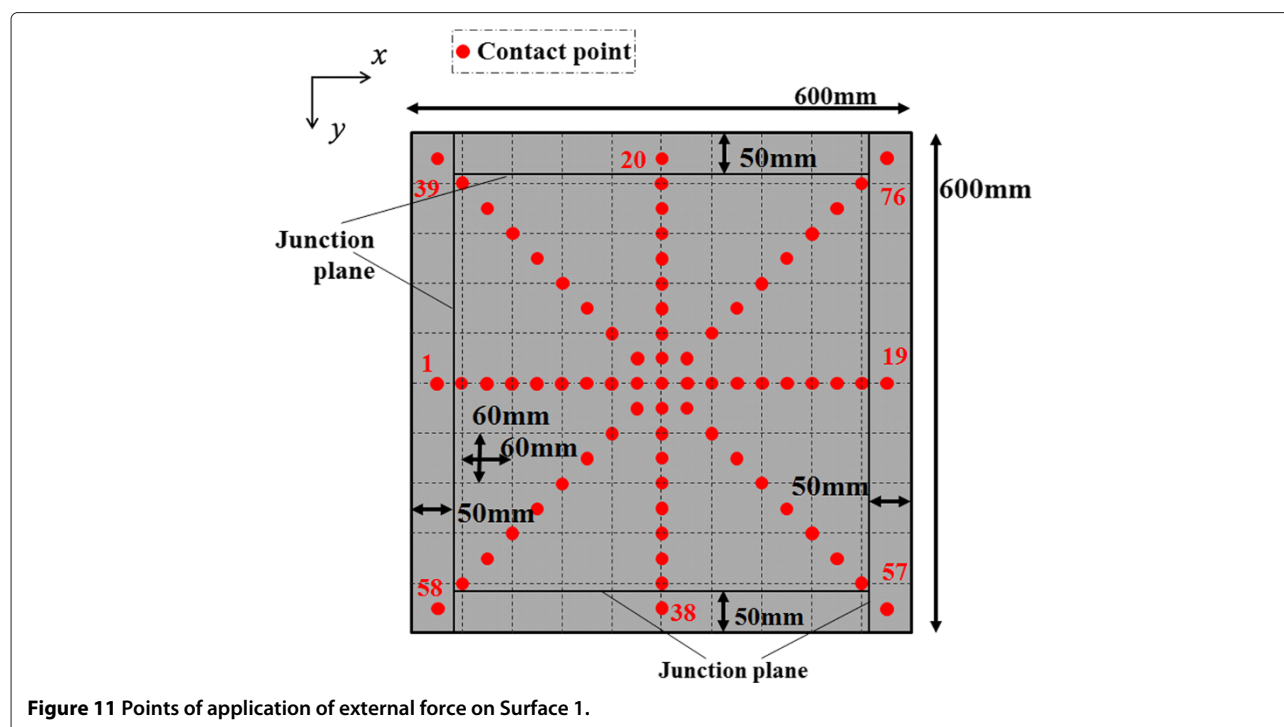 x
y
Contact point
600mm
20
50mm
39
76
600mm
Junction
plane
1
19
60mm
60mm
50mm
50mm
58
57
38
50mm
Junction plane
Figure 11 Points of application of external force on Surface 1.